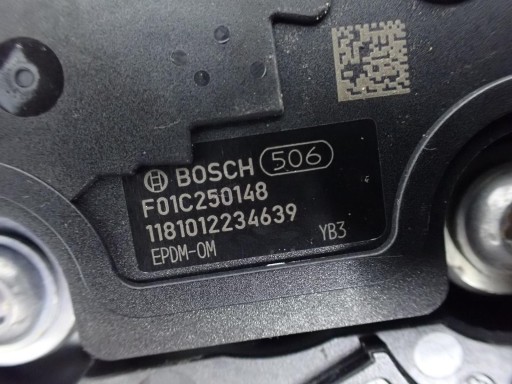 BOSCH 506
F01C250148
1181012234639
EPDM-OM YB3